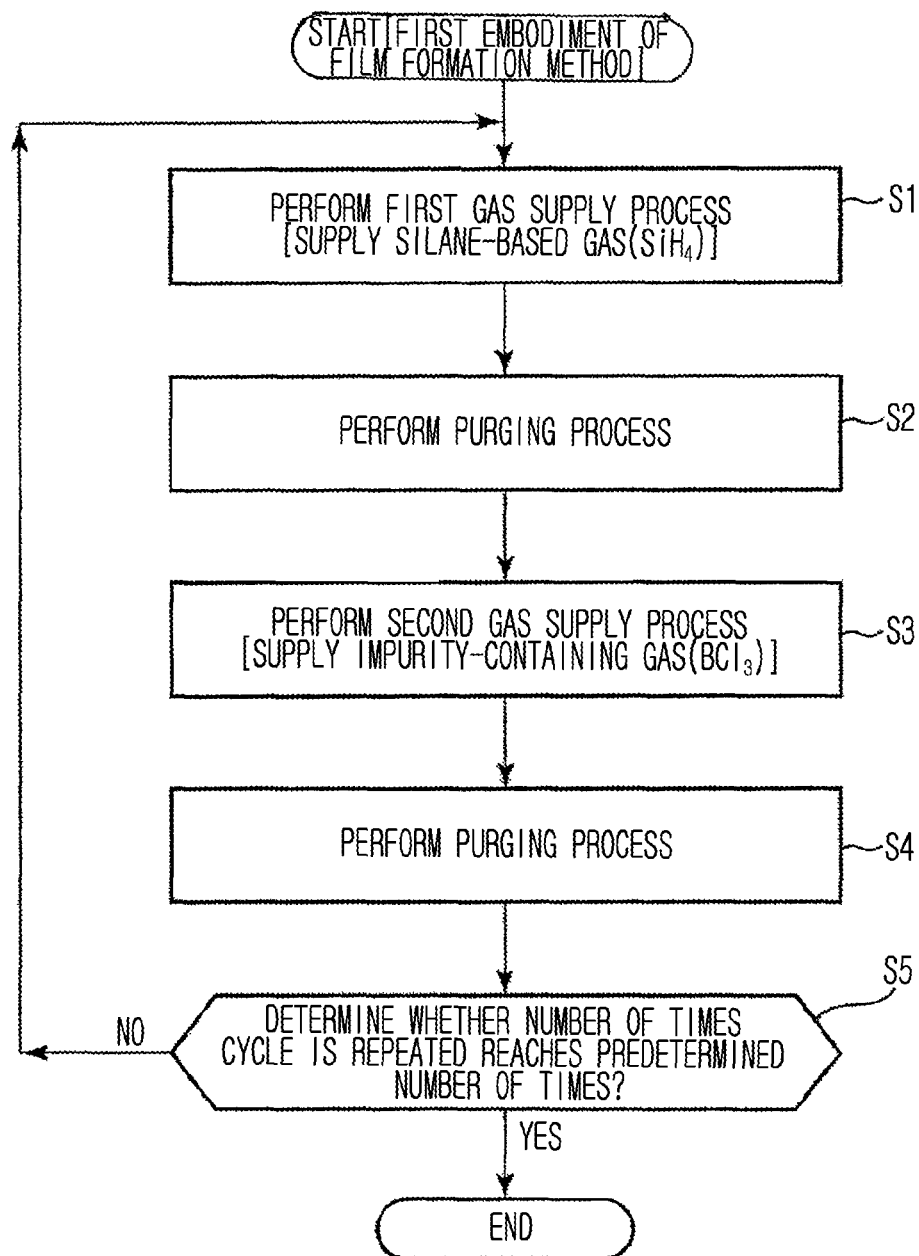 START[FIRST EMBODIMENT OF
FILM FORMATION METHOD]
PERFORM FIRST GAS SUPPLY PROCESS
[SUPPLY SILANE-BASED GAS(SiH₄)]
S1
PERFORM PURGING PROCESS
S2
PERFORM SECOND GAS SUPPLY PROCESS
[SUPPLY IMPURITY-CONTAINING GAS(BCl₃)]
S3
PERFORM PURGING PROCESS
S4
S5
DETERMINE WHETHER NUMBER OF TIMES
CYCLE IS REPEATED REACHES PREDETERMINED
NUMBER OF TIMES?
NO
YES
END